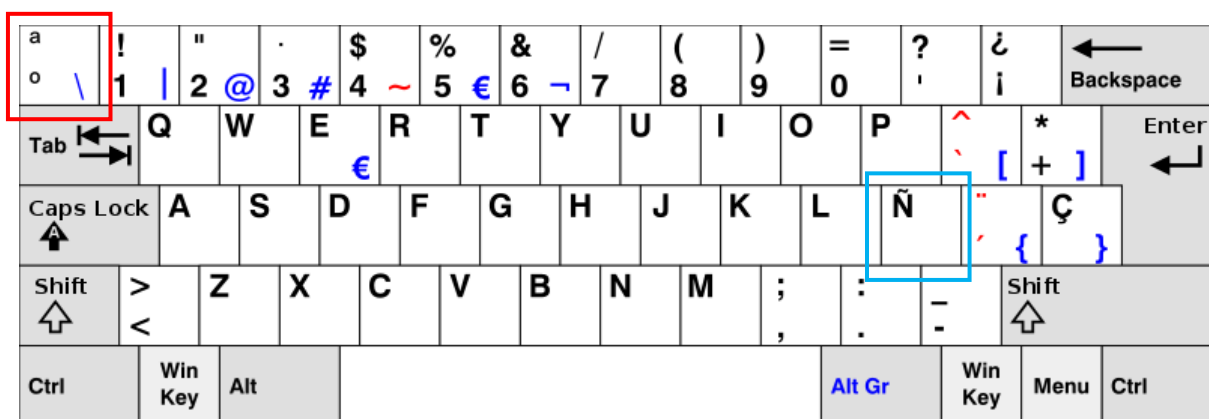 a ! " · $ % & / ( ) = ? ¿
Backspace
o \ 1 | 2 @ 3 # 4 ~ 5 € 6 ¬ 7 8 9 0 ' ¡
Tab Q W E € R T Y U I O P ^ ` [ * + ] Enter
Caps Lock A S D F G H J K L Ñ ¨ ´ { Ç }
Shift > < Z X C V B N M ; , : . _ - Shift
Ctrl Win Key Alt Alt Gr Win Key Menu Ctrl